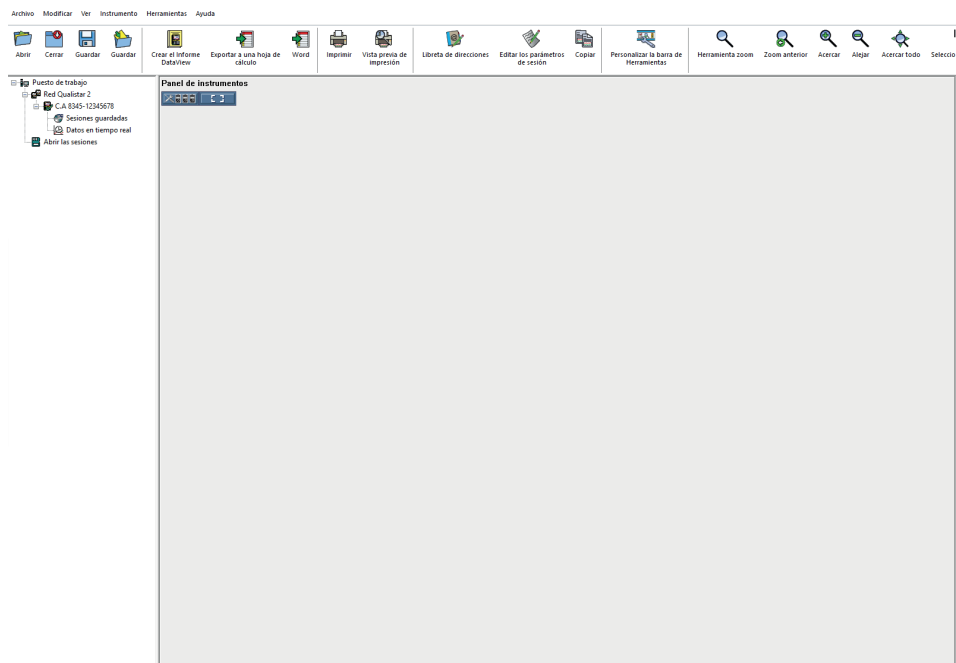 Archivo Modificar Ver Instrumento Herramientas Ayuda
Abrir Cerrar Guardar Guardar Crear el Informe DataView Exportar a una hoja de cálculo Word Imprimir Vista previa de impresión Libreta de direcciones Editar los parámetros de sesión Copiar Personalizar la barra de Herramientas Herramienta zoom Zoom anterior Acercar Alejar Acercar todo Seleccio
Puesto de trabajo
Red Qualistar 2
C.A 8345-12345678
Sesiones guardadas
Datos en tiempo real
Abrir las sesiones
Panel de instrumentos